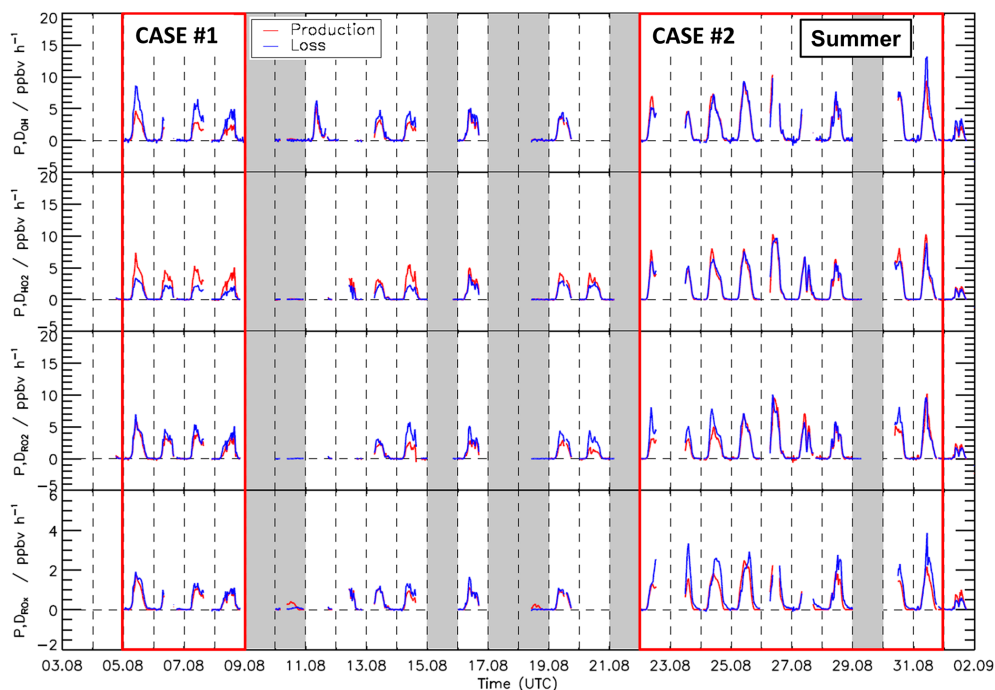 CASE #1
Production
Loss
CASE #2
Summer
P,D_OH / ppbv h⁻¹
20
15
10
5
0
5
P,D_HO2 / ppbv h⁻¹
20
15
10
5
0
-5
P,D_RO2 / ppbv h⁻¹
20
15
10
5
0
-5
P,D_ROx / ppbv h⁻¹
6
4
2
0
-2
03.08 05.08 07.08 09.08 11.08 13.08 15.08 17.08 19.08 21.08 23.08 25.08 27.08 29.08 31.08 02.09
Time (UTC)